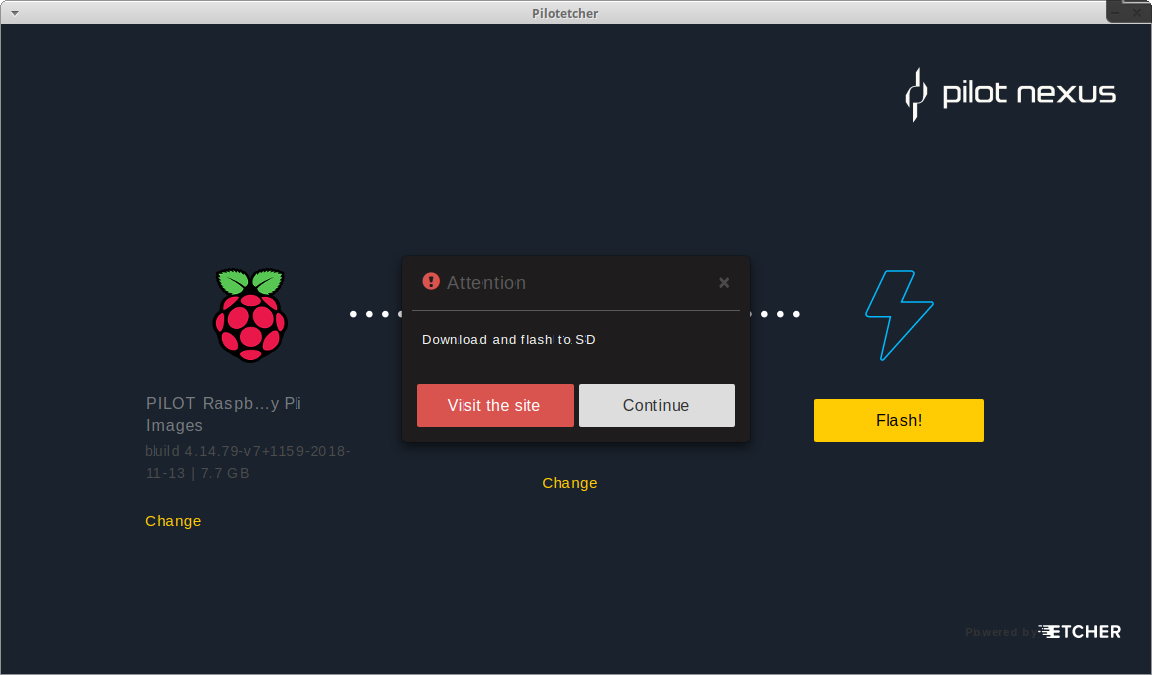 Pilotetcher
pilot nexus
Attention
Download and flash to SD
Visit the site
Continue
PILOT Raspb...y Pi
Images
build 4.14.79-v7+1159-2018-
11-13 | 7.7 GB
Change
Change
Flash!
Powered by ETCHER